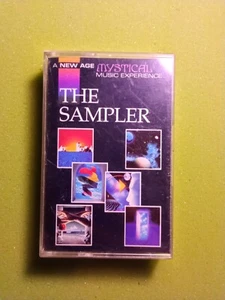 A NEW AGE MYSTICAL
MUSIC EXPERIENCE
THE
SAMPLER